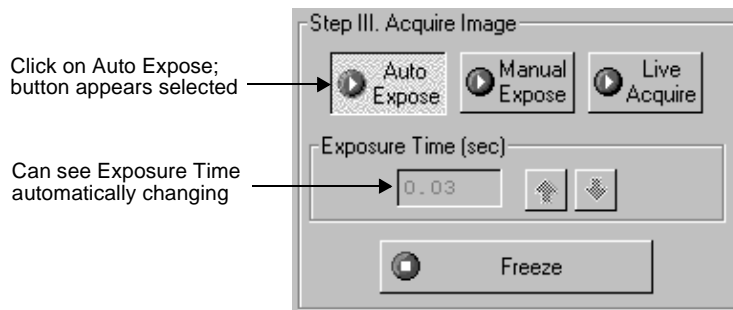 Step III. Acquire Image
Click on Auto Expose;
button appears selected
Auto
Expose
Manual
Expose
Live
Acquire
Exposure Time (sec)
Can see Exposure Time
automatically changing
0.03
Freeze